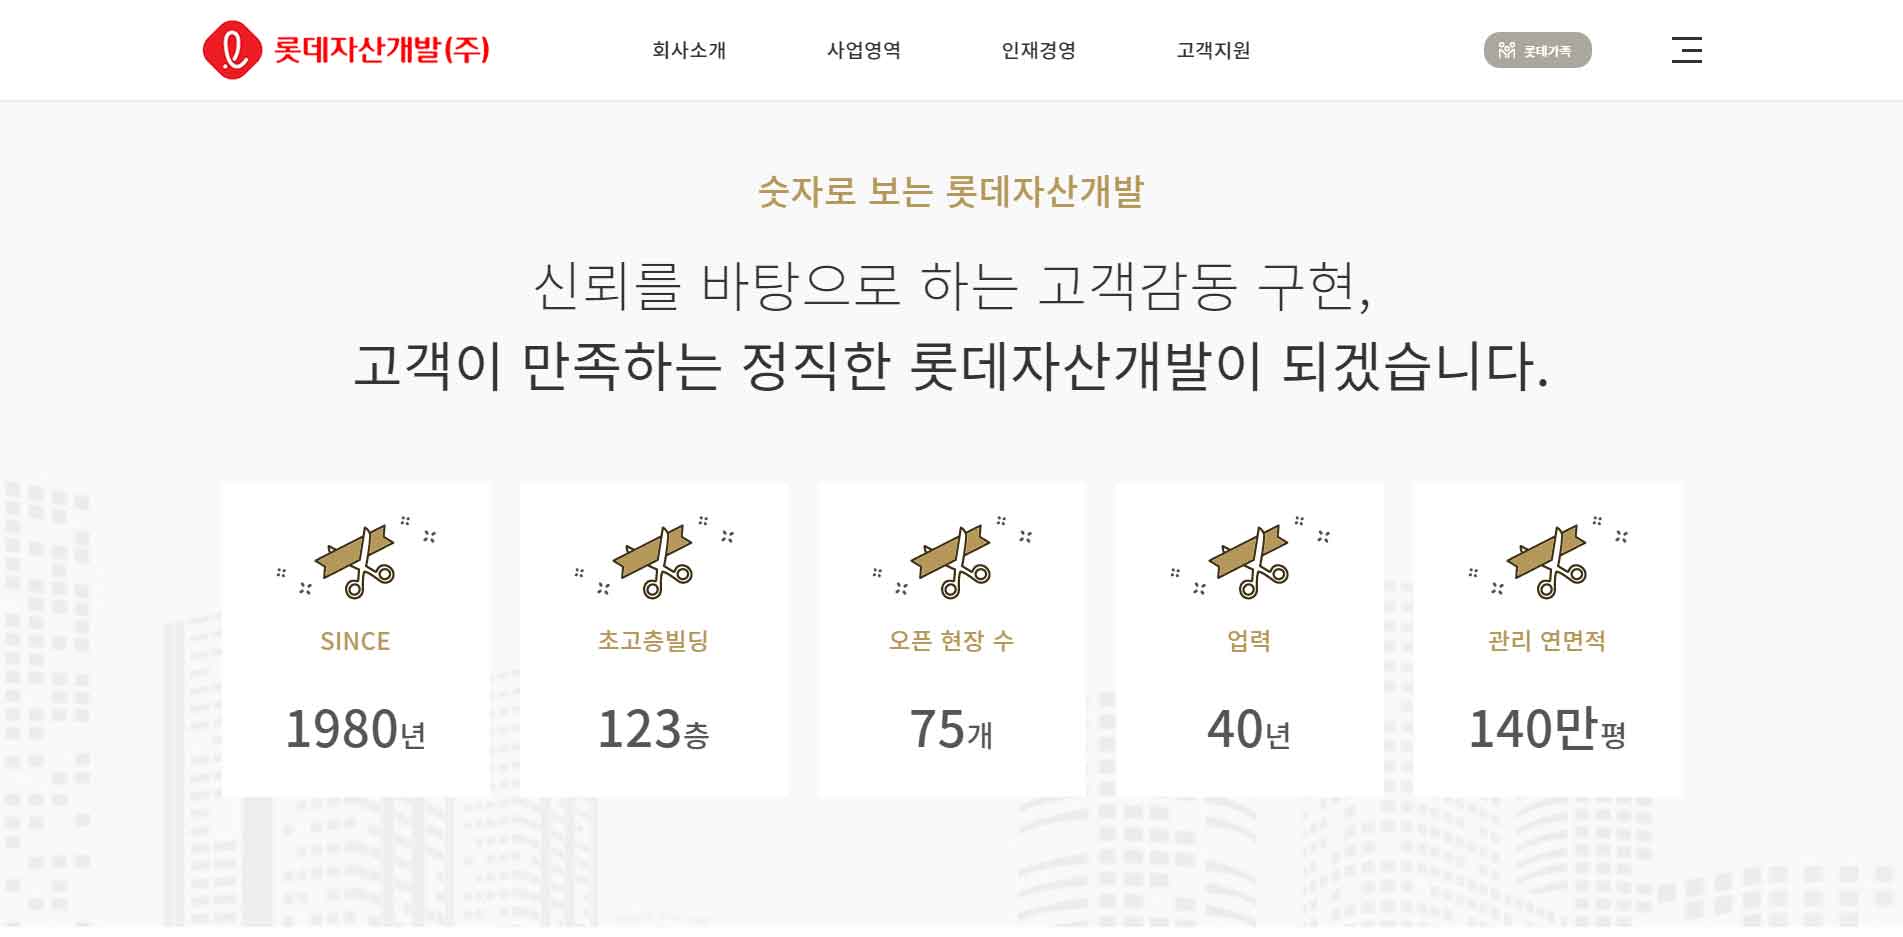 롯데자산개발(주)
회사소개 사업영역 인재경영 고객지원
롯데가족
숫자로 보는 롯데자산개발
신뢰를 바탕으로 하는 고객감동 구현,
고객이 만족하는 정직한 롯데자산개발이 되겠습니다.
SINCE
1980년
초고층빌딩
123층
오픈 현장 수
75개
업력
40년
관리 연면적
140만평